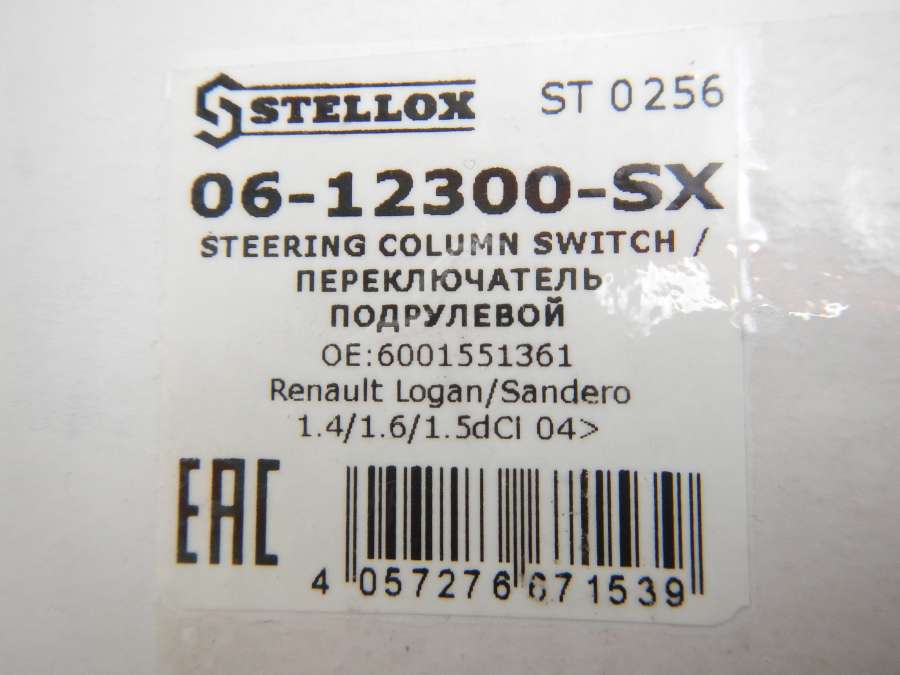 STELLOX
ST 0256
06-12300-SX
STEERING COLUMN SWITCH /
ПЕРЕКЛЮЧАТЕЛЬ
ПОДРУЛЕВОЙ
OE:6001551361
Renault Logan/Sandero
1.4/1.6/1.5dCi 04>
EAC
4 057276 671539